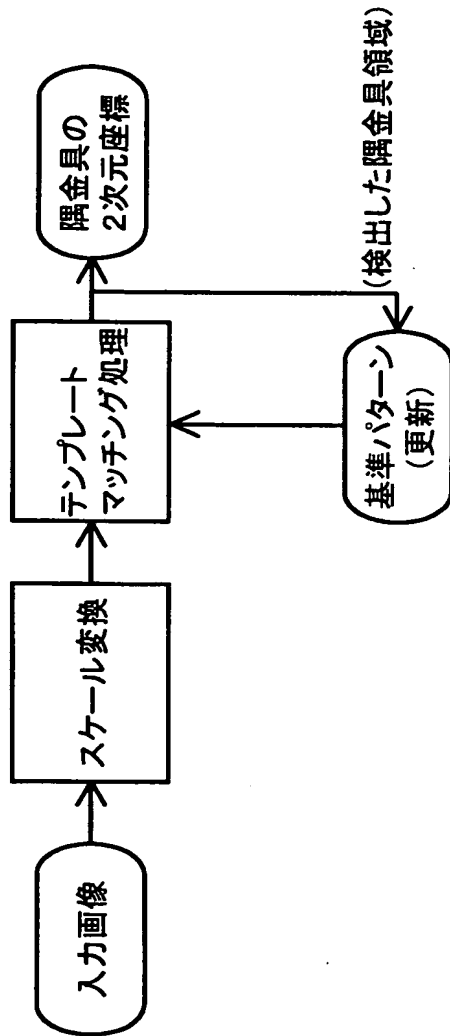 入力画像
スケール変換
テンプレート
マッチング処理
隅金具の
2次元座標
基準パターン
(更新)
(検出した隅金具領域)